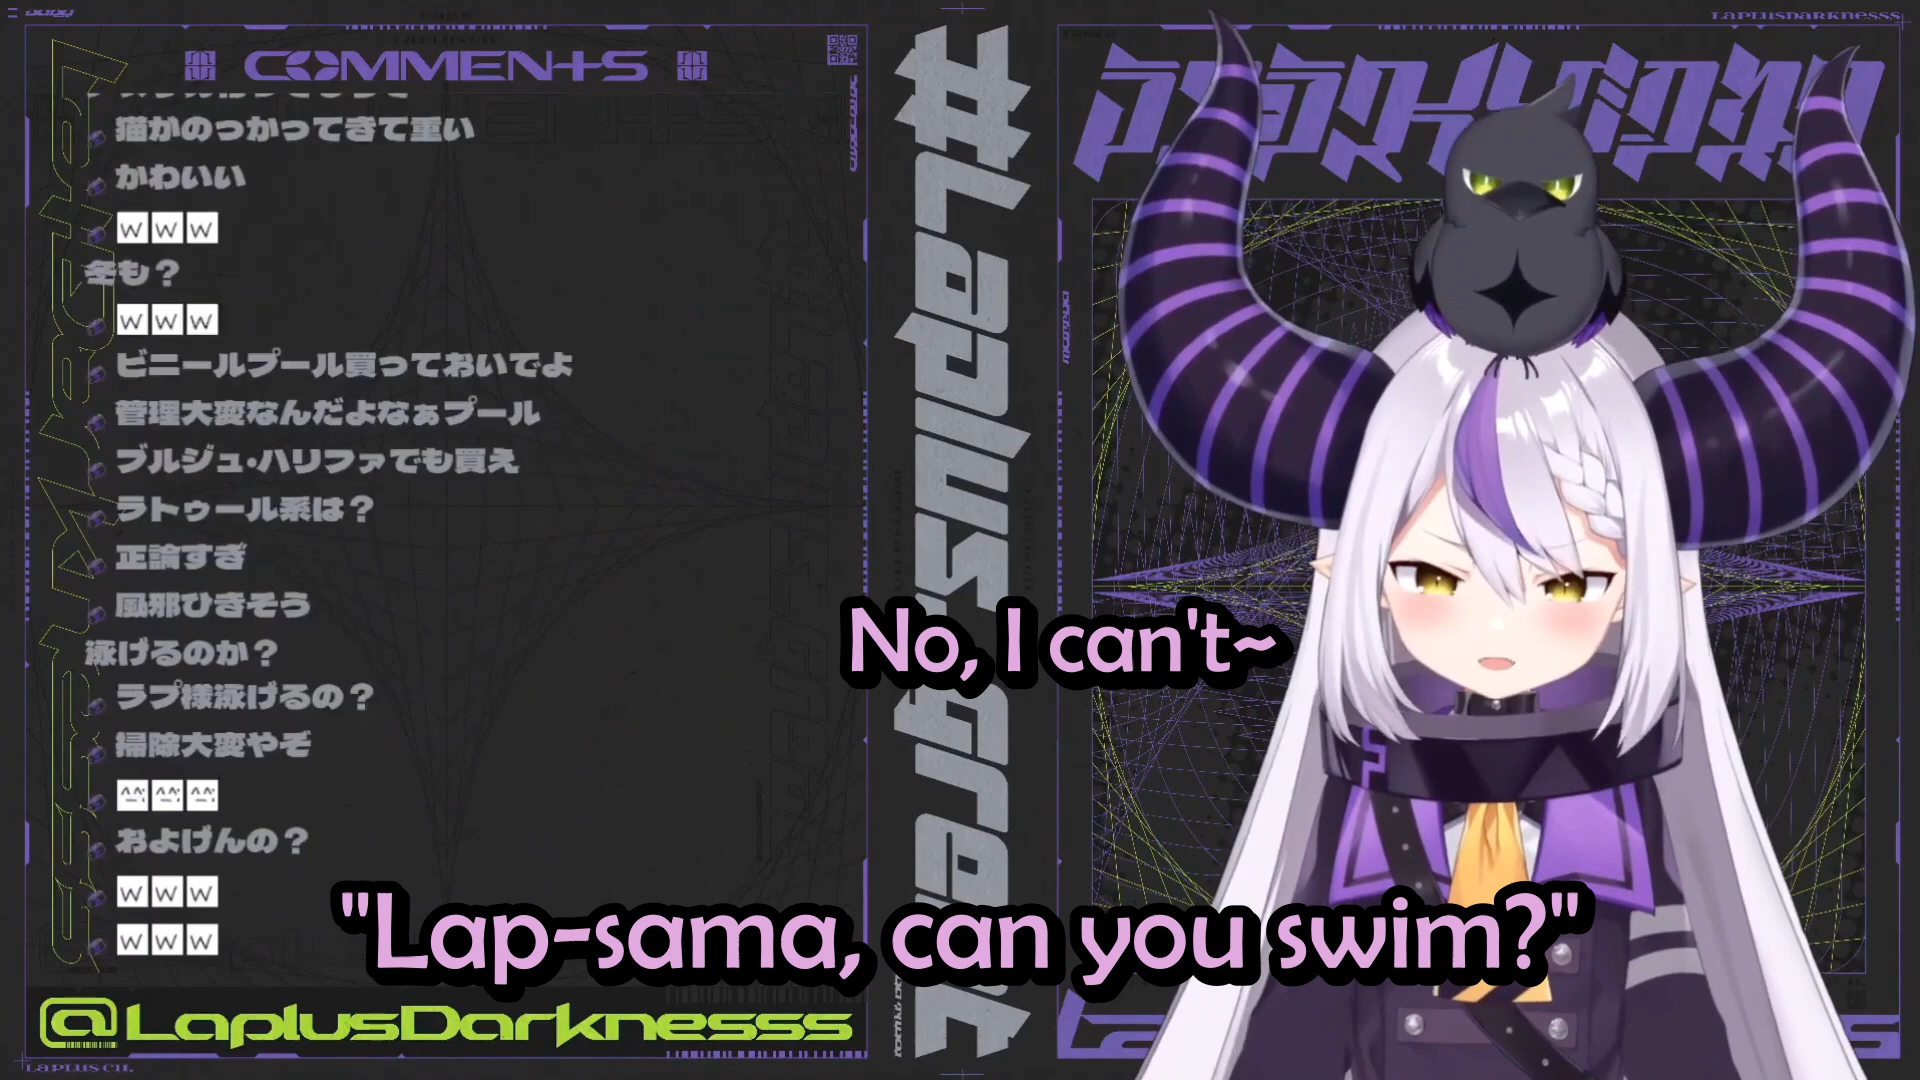 COMMENTS
猫がのっかってきて重い
かわいい
www
冬も？
www
ビニールプール買っておいでよ
管理大変なんだよなぁプール
ブルジュ・ハリファでも買え
ラトゥール系は？
正論すぎ
風邪ひきそう
泳げるのか？
ラプ様泳げるの？
掃除大変やぞ
およげんの？
www
www
@LaplusDarknesss
#Laplusgreat
LAPLUSDARKNESSS
No, I can't~
"Lap-sama, can you swim?"
LAPLUS CH.